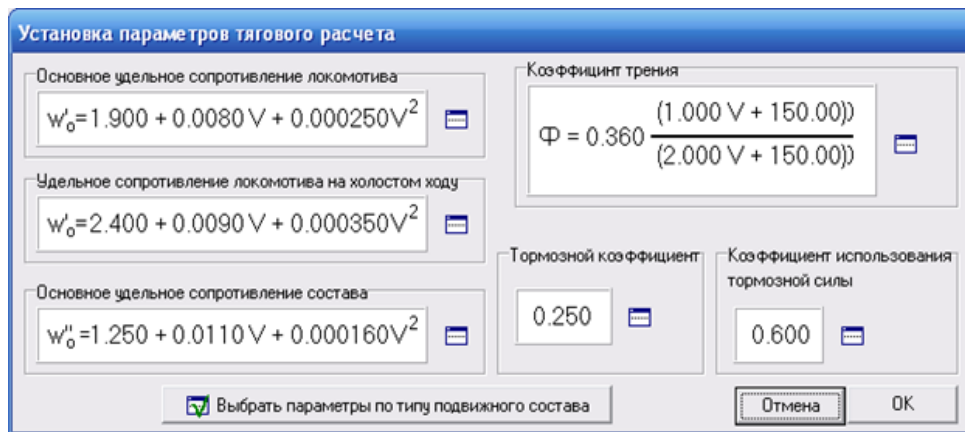 Установка параметров тягового расчета
Основное удельное сопротивление локомотива
w'₀=1.900 + 0.0080 V + 0.000250V²
Удельное сопротивление локомотива на холостом ходу
w'₀=2.400 + 0.0090 V + 0.000350V²
Основное удельное сопротивление состава
w''₀=1.250 + 0.0110 V + 0.000160V²
Коэффицинт трения
Φ = 0.360 (1.000 V + 150.00))
(2.000 V + 150.00))
Тормозной коэффициент
0.250
Коэффициент использования
тормозной силы
0.600
Выбрать параметры по типу подвижного состава
Отмена
OK